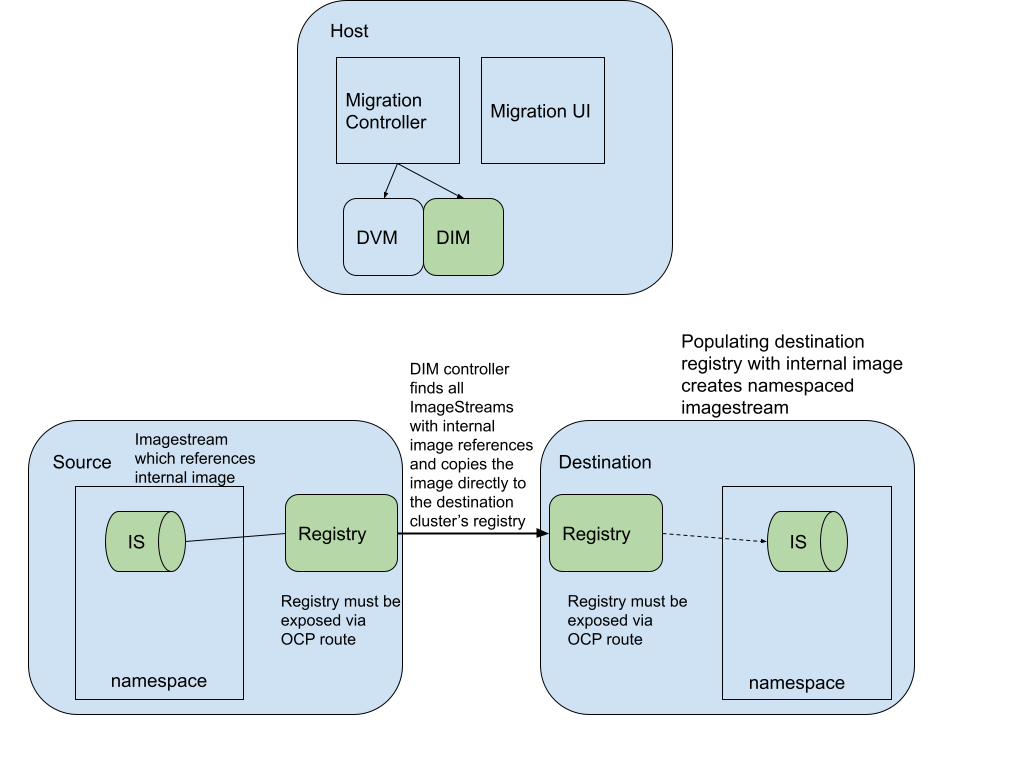 Host
Migration
Controller
Migration UI
DVM
DIM
DIM controller
finds all
ImageStreams
with internal
image references
and copies the
image directly to
the destination
cluster's registry
Populating destination
registry with internal image
creates namespaced
imagestream
Source
Imagestream
which references
internal image
IS
Registry
Registry must be
exposed via
OCP route
namespace
Destination
Registry
IS
Registry must be
exposed via
OCP route
namespace